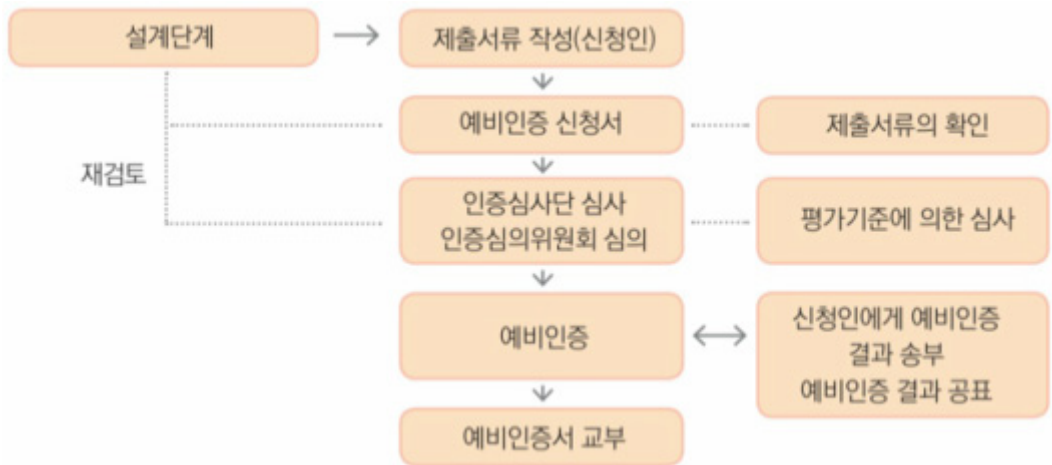 설계단계
제출서류 작성(신청인)
예비인증 신청서
제출서류의 확인
재검토
인증심사단 심사
인증심의위원회 심의
평가기준에 의한 심사
예비인증
신청인에게 예비인증
결과 송부
예비인증 결과 공표
예비인증서 교부